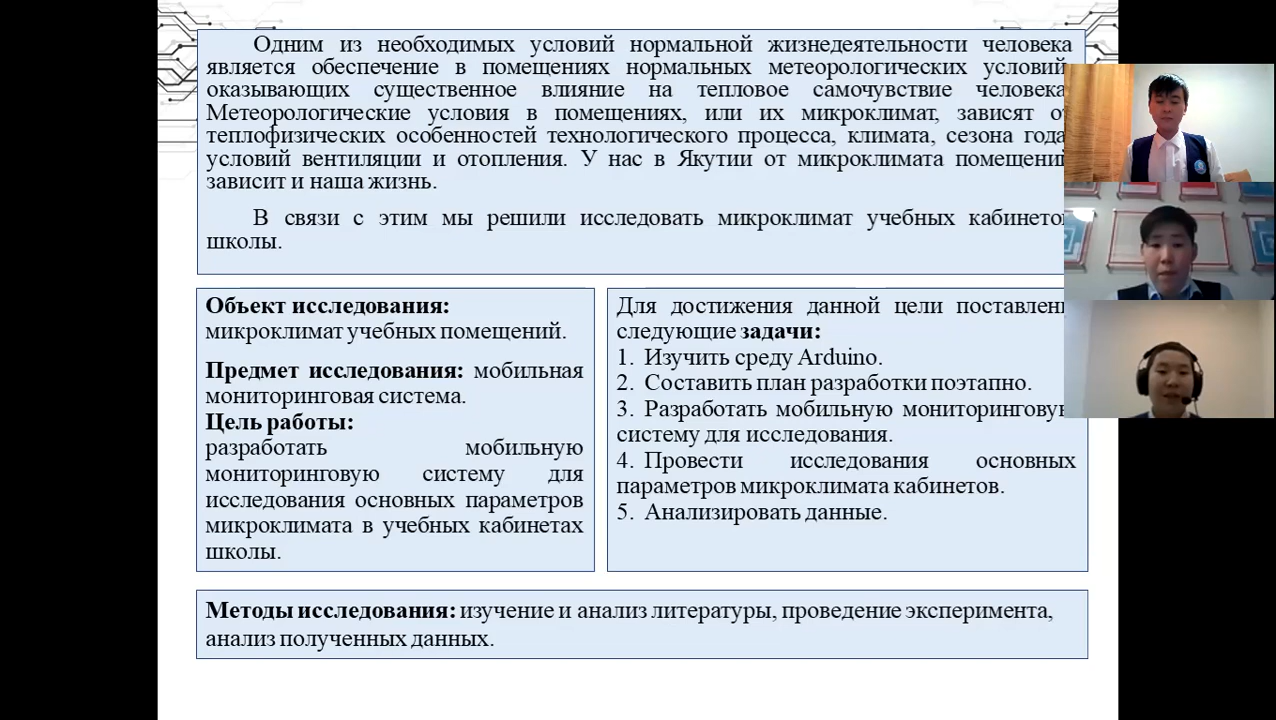 Одним из необходимых условий нормальной жизнедеятельности человека
является обеспечение в помещениях нормальных метеорологических условий,
оказывающих существенное влияние на тепловое самочувствие человека.
Метеорологические условия в помещениях, или их микроклимат, зависят от
теплофизических особенностей технологического процесса, климата, сезона года,
условий вентиляции и отопления. У нас в Якутии от микроклимата помещений
зависит и наша жизнь.
В связи с этим мы решили исследовать микроклимат учебных кабинетов
школы.
Объект исследования:
микроклимат учебных помещений.
Предмет исследования: мобильная
мониторинговая система.
Цель работы:
разработать мобильную
мониторинговую систему для
исследования основных параметров
микроклимата в учебных кабинетах
школы.
Для достижения данной цели поставлены
следующие задачи:
1. Изучить среду Arduino.
2. Составить план разработки поэтапно.
3. Разработать мобильную мониторинговую
систему для исследования.
4. Провести исследования основных
параметров микроклимата кабинетов.
5. Анализировать данные.
Методы исследования: изучение и анализ литературы, проведение эксперимента,
анализ полученных данных.